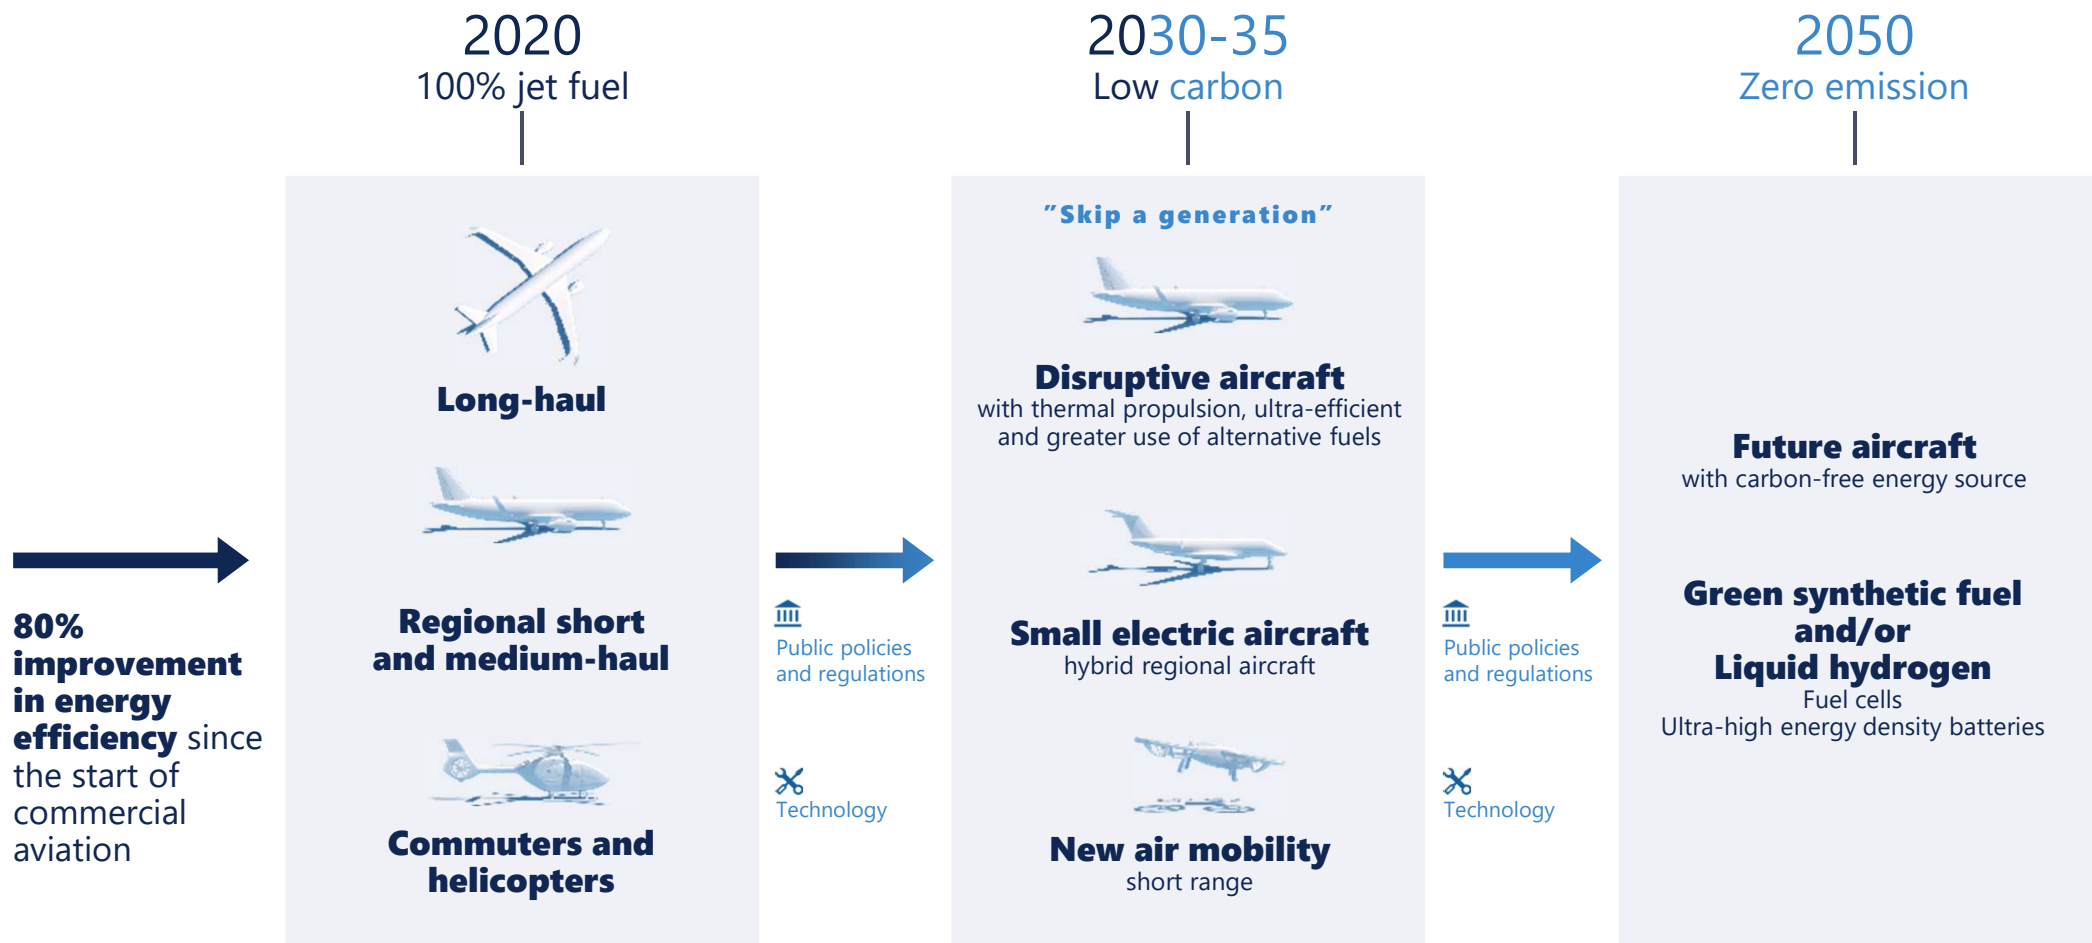 2020
100% jet fuel
2030-35
Low carbon
2050
Zero emission
80%
improvement
in energy
efficiency since
the start of
commercial
aviation
Long-haul
Regional short
and medium-haul
Commuters and
helicopters
Public policies
and regulations
Technology
”Skip a generation”
Disruptive aircraft
with thermal propulsion, ultra-efficient
and greater use of alternative fuels
Small electric aircraft
hybrid regional aircraft
New air mobility
short range
Public policies
and regulations
Technology
Future aircraft
with carbon-free energy source
Green synthetic fuel
and/or
Liquid hydrogen
Fuel cells
Ultra-high energy density batteries